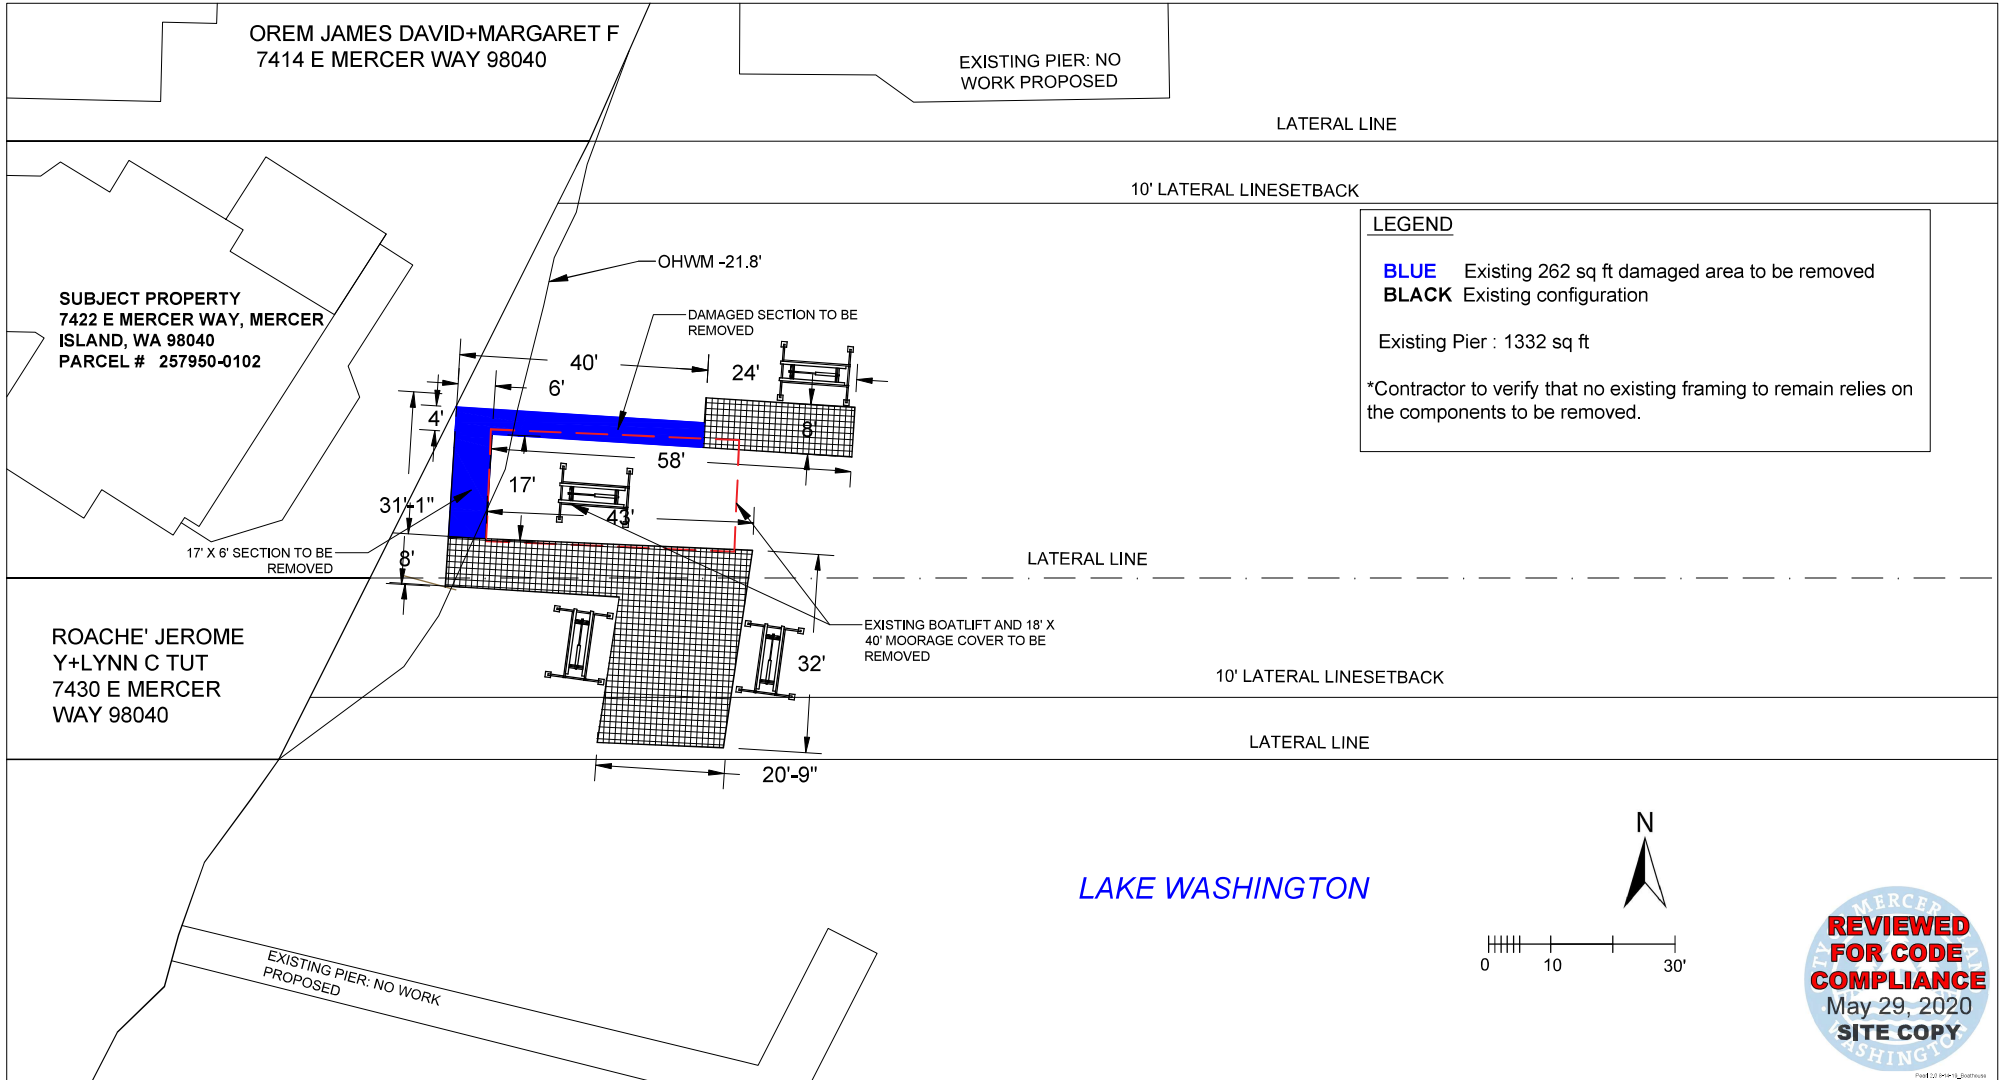 OREM JAMES DAVID+MARGARET F
7414 E MERCER WAY 98040
EXISTING PIER: NO
WORK PROPOSED
LATERAL LINE
10' LATERAL LINESETBACK
LEGEND
BLUE Existing 262 sq ft damaged area to be removed
BLACK Existing configuration
Existing Pier : 1332 sq ft
*Contractor to verify that no existing framing to remain relies on
the components to be removed.
OHWM -21.8'
SUBJECT PROPERTY
7422 E MERCER WAY, MERCER
ISLAND, WA 98040
PARCEL # 257950-0102
DAMAGED SECTION TO BE
REMOVED
40'
24'
6'
4'
8'
58'
17'
31'-1"
43'
17' X 6' SECTION TO BE
REMOVED
8'
LATERAL LINE
EXISTING BOATLIFT AND 18' X
40' MOORAGE COVER TO BE
REMOVED
ROACHE' JEROME
Y+LYNN C TUT
7430 E MERCER
WAY 98040
32'
10' LATERAL LINESETBACK
LATERAL LINE
20'-9"
N
LAKE WASHINGTON
0 10 30'
EXISTING PIER: NO WORK
PROPOSED
CITY OF MERCER ISLAND
WASHINGTON
REVIEWED
FOR CODE
COMPLIANCE
May 29, 2020
SITE COPY